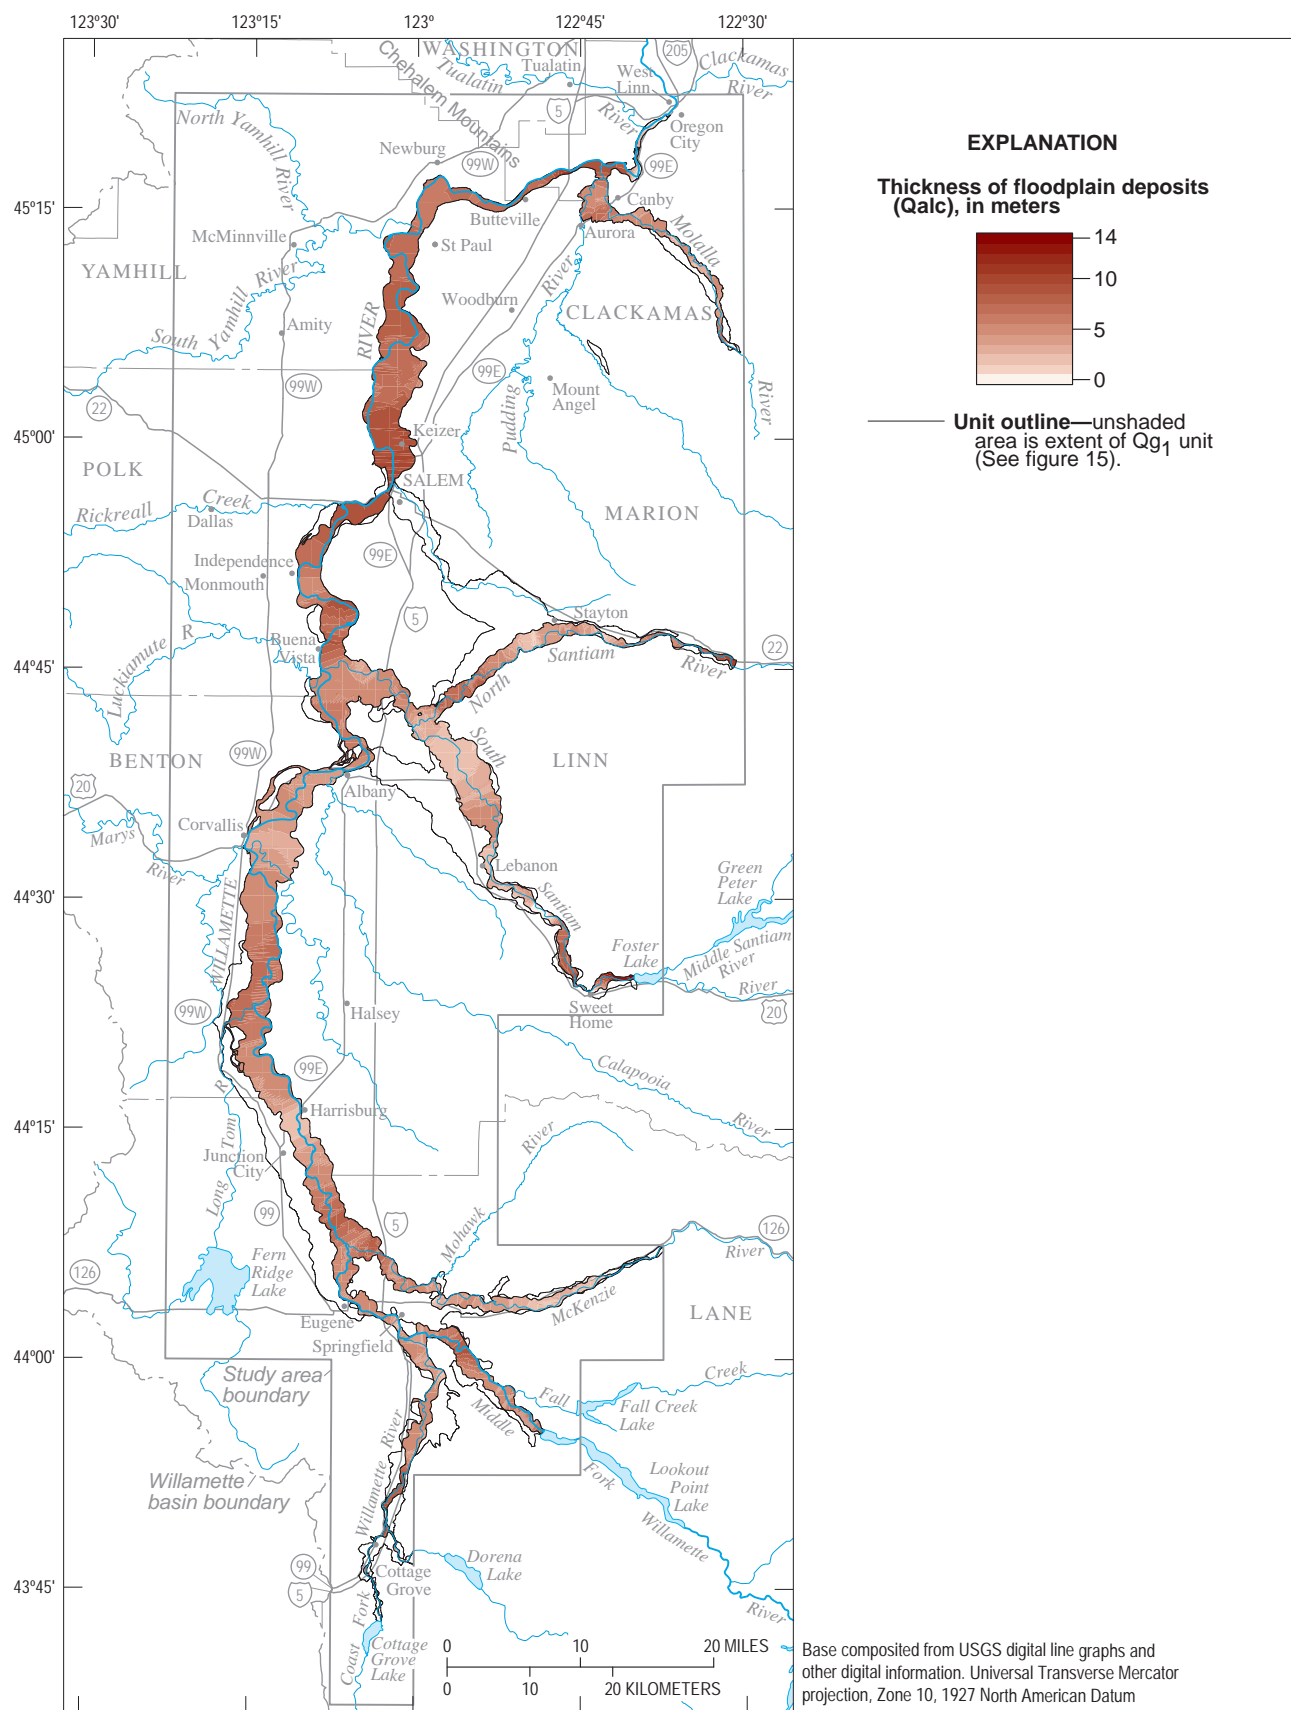 123°30'
123°15'
123°
122°45'
122°30'
WASHINGTON
Tualatin
Tualatin
River
205
West
Linn
Clackamas
River
Chehalem Mountains
5
Oregon
City
North Yamhill
River
Newburg
99W
99E
45°15'
Canby
Butteville
Aurora
Molalla
River
McMinnville
St Paul
YAMHILL
South Yamhill River
Woodburn
RIVER
CLACKAMAS
Amity
99E
99W
Mount
Angel
Pudding
River
22
45°00'
Keizer
POLK
SALEM
Rickreall Creek
Dallas
MARION
99E
Independence
Monmouth
5
Stayton
Buena
Vista
Luckiamute R
22
44°45'
North Santiam River
BENTON
99W
South
LINN
20
Albany
Corvallis
Marys
River
Lebanon
Santiam
Green
Peter
Lake
44°30'
WILLAMETTE
Foster
Lake
Middle Santiam
River
River
Sweet
Home
20
99W
Halsey
99E
R
Calapooia
River
Harrisburg
44°15'
Tom
Junction
City
River
Long
99
5
Mohawk
126
River
Fern
Ridge
Lake
126
McKenzie
Eugene
LANE
Springfield
44°00'
Study area
boundary
Creek
Fall
Fall Creek
Lake
Middle
Fork
Willamette River
Lookout
Point
Lake
Willamette
basin boundary
Willamette
River
Dorena
Lake
99
5
Cottage
Grove
43°45'
Coast Fork
Cottage
Grove
Lake
0 10 20 MILES
0 10 20 KILOMETERS
EXPLANATION
Thickness of floodplain deposits
(Qalc), in meters
14
10
5
0
Unit outline—unshaded
area is extent of Qg1 unit
(See figure 15).
Base composited from USGS digital line graphs and
other digital information. Universal Transverse Mercator
projection, Zone 10, 1927 North American Datum